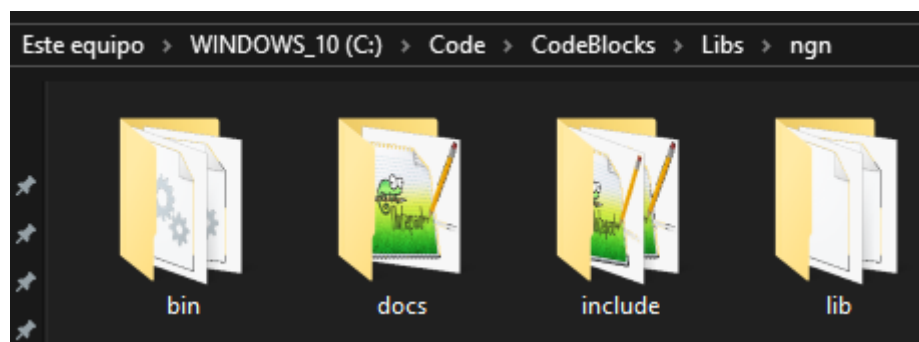 Este equipo > WINDOWS_10 (C:) > Code > CodeBlocks > Libs > ngn
bin
docs
include
lib